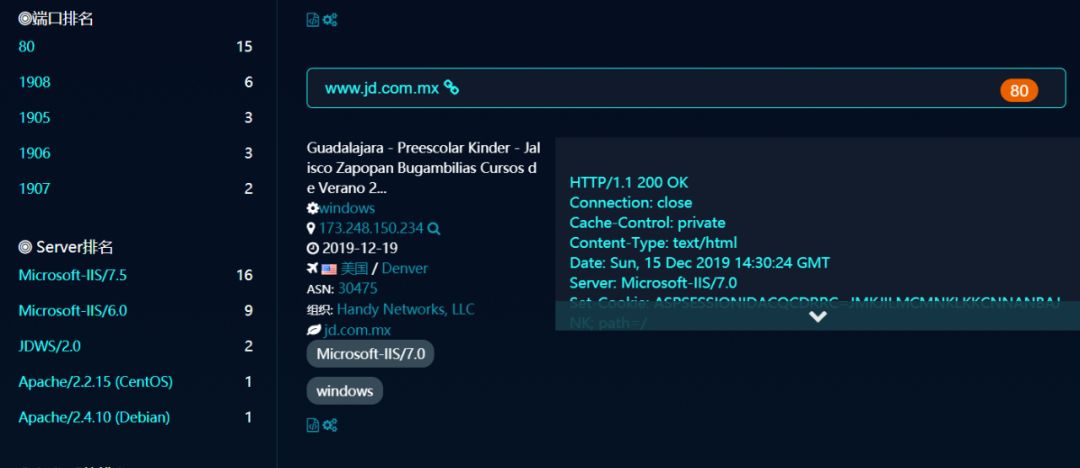 端口排名
80 15
1908 6
1905 3
1906 3
1907 2
Server排名
Microsoft-IIS/7.5 16
Microsoft-IIS/6.0 9
JDWS/2.0 2
Apache/2.2.15 (CentOS) 1
Apache/2.4.10 (Debian) 1
www.jd.com.mx 80
Guadalajara - Preescolar Kinder - Jal
isco Zapopan Bugambilias Cursos d
e Verano 2...
windows
173.248.150.234
2019-12-19
美国 / Denver
ASN: 30475
组织: Handy Networks, LLC
jd.com.mx
Microsoft-IIS/7.0
windows
HTTP/1.1 200 OK
Connection: close
Cache-Control: private
Content-Type: text/html
Date: Sun, 15 Dec 2019 14:30:24 GMT
Server: Microsoft-IIS/7.0
Set-Cookie:
NK; path=/